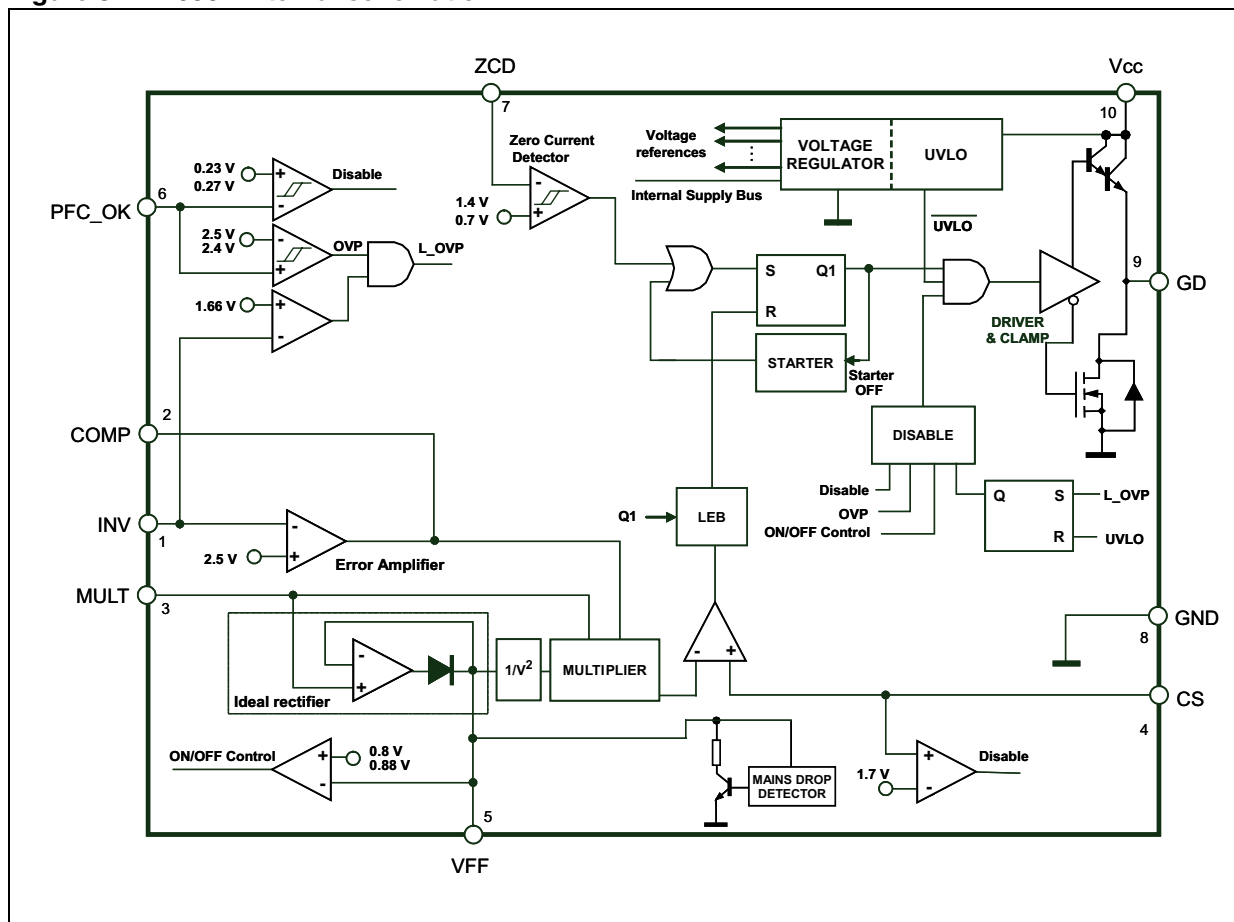 ZCD
Vcc
7
10
Zero Current
Detector
Voltage
references
VOLTAGE
REGULATOR
UVLO
Internal Supply Bus
0.23 V
0.27 V
Disable
6
PFC_OK
1.4 V
0.7 V
UVLO
2.5 V
2.4 V
OVP
L_OVP
S
Q1
R
9
GD
1.66 V
DRIVER
& CLAMP
STARTER
Starter
OFF
2
COMP
DISABLE
Disable
OVP
ON/OFF Control
Q
S
R
L_OVP
UVLO
Q1
LEB
INV
1
2.5 V
Error Amplifier
MULT
3
GND
8
Ideal rectifier
1/V2
MULTIPLIER
CS
4
ON/OFF Control
0.8 V
0.88 V
MAINS DROP
DETECTOR
1.7 V
Disable
5
VFF